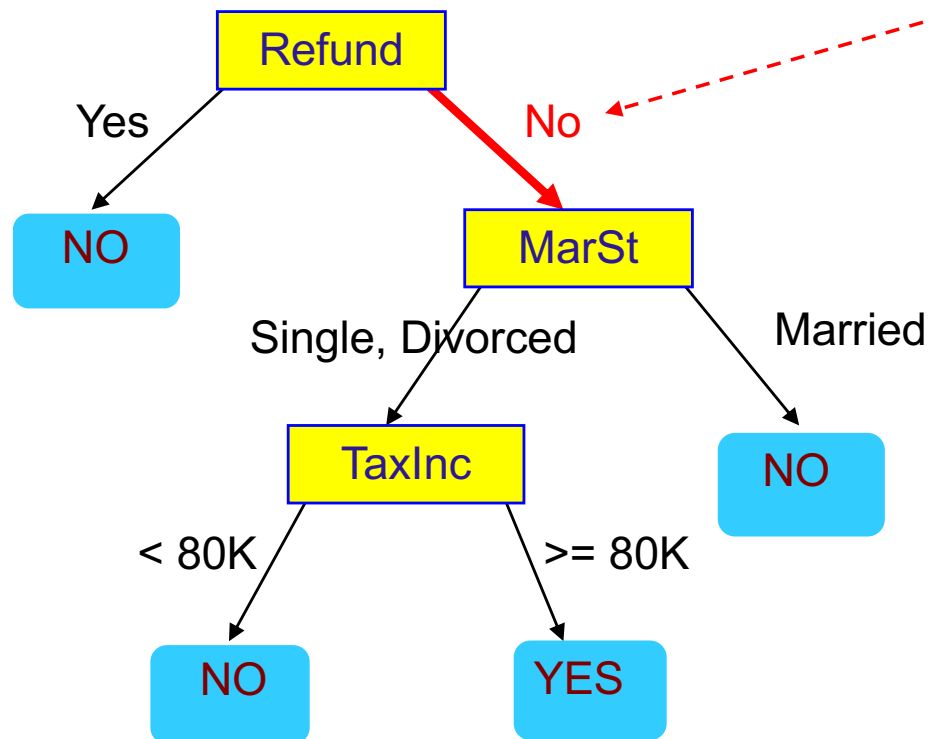 Refund
Yes
No
NO
MarSt
Single, Divorced
Married
TaxInc
NO
< 80K
>= 80K
NO
YES